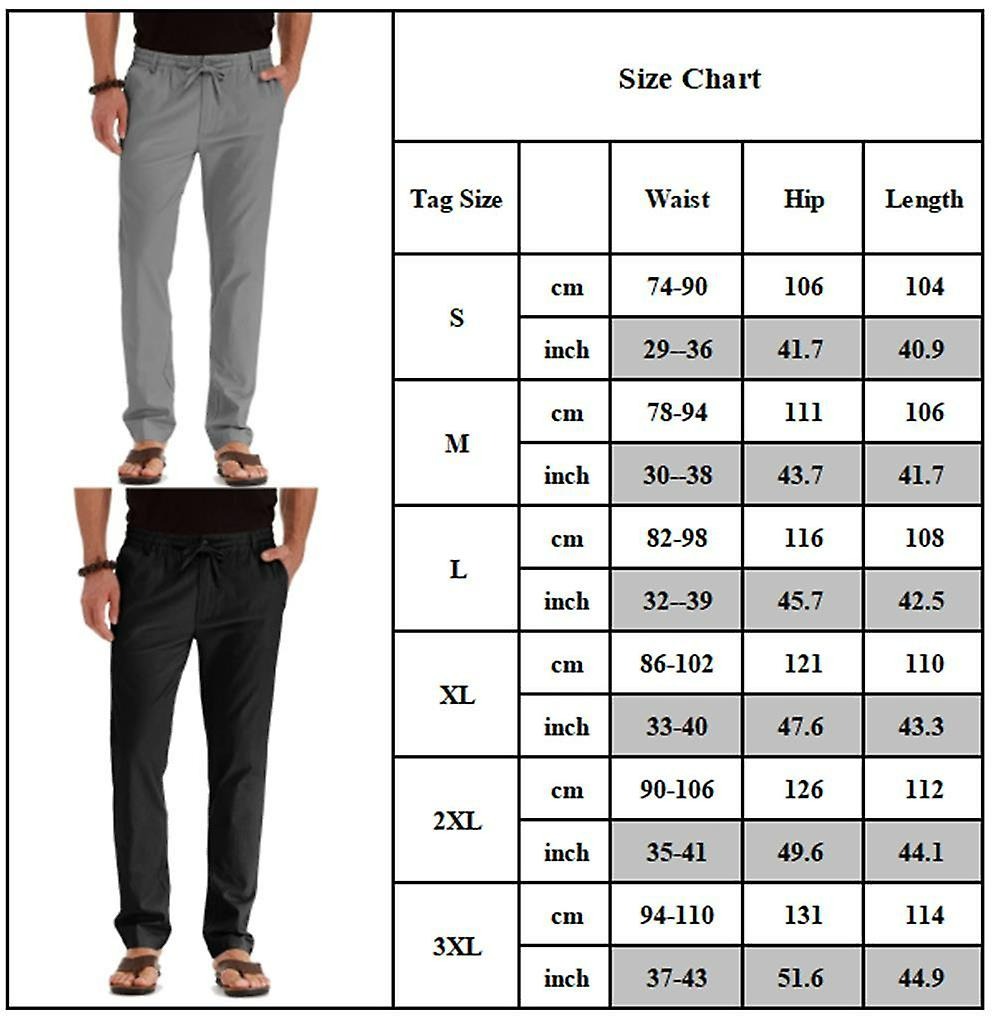 Size Chart
Tag Size Waist Hip Length
S cm 74-90 106 104
inch 29--36 41.7 40.9
M cm 78-94 111 106
inch 30--38 43.7 41.7
L cm 82-98 116 108
inch 32--39 45.7 42.5
XL cm 86-102 121 110
inch 33-40 47.6 43.3
2XL cm 90-106 126 112
inch 35-41 49.6 44.1
3XL cm 94-110 131 114
inch 37-43 51.6 44.9